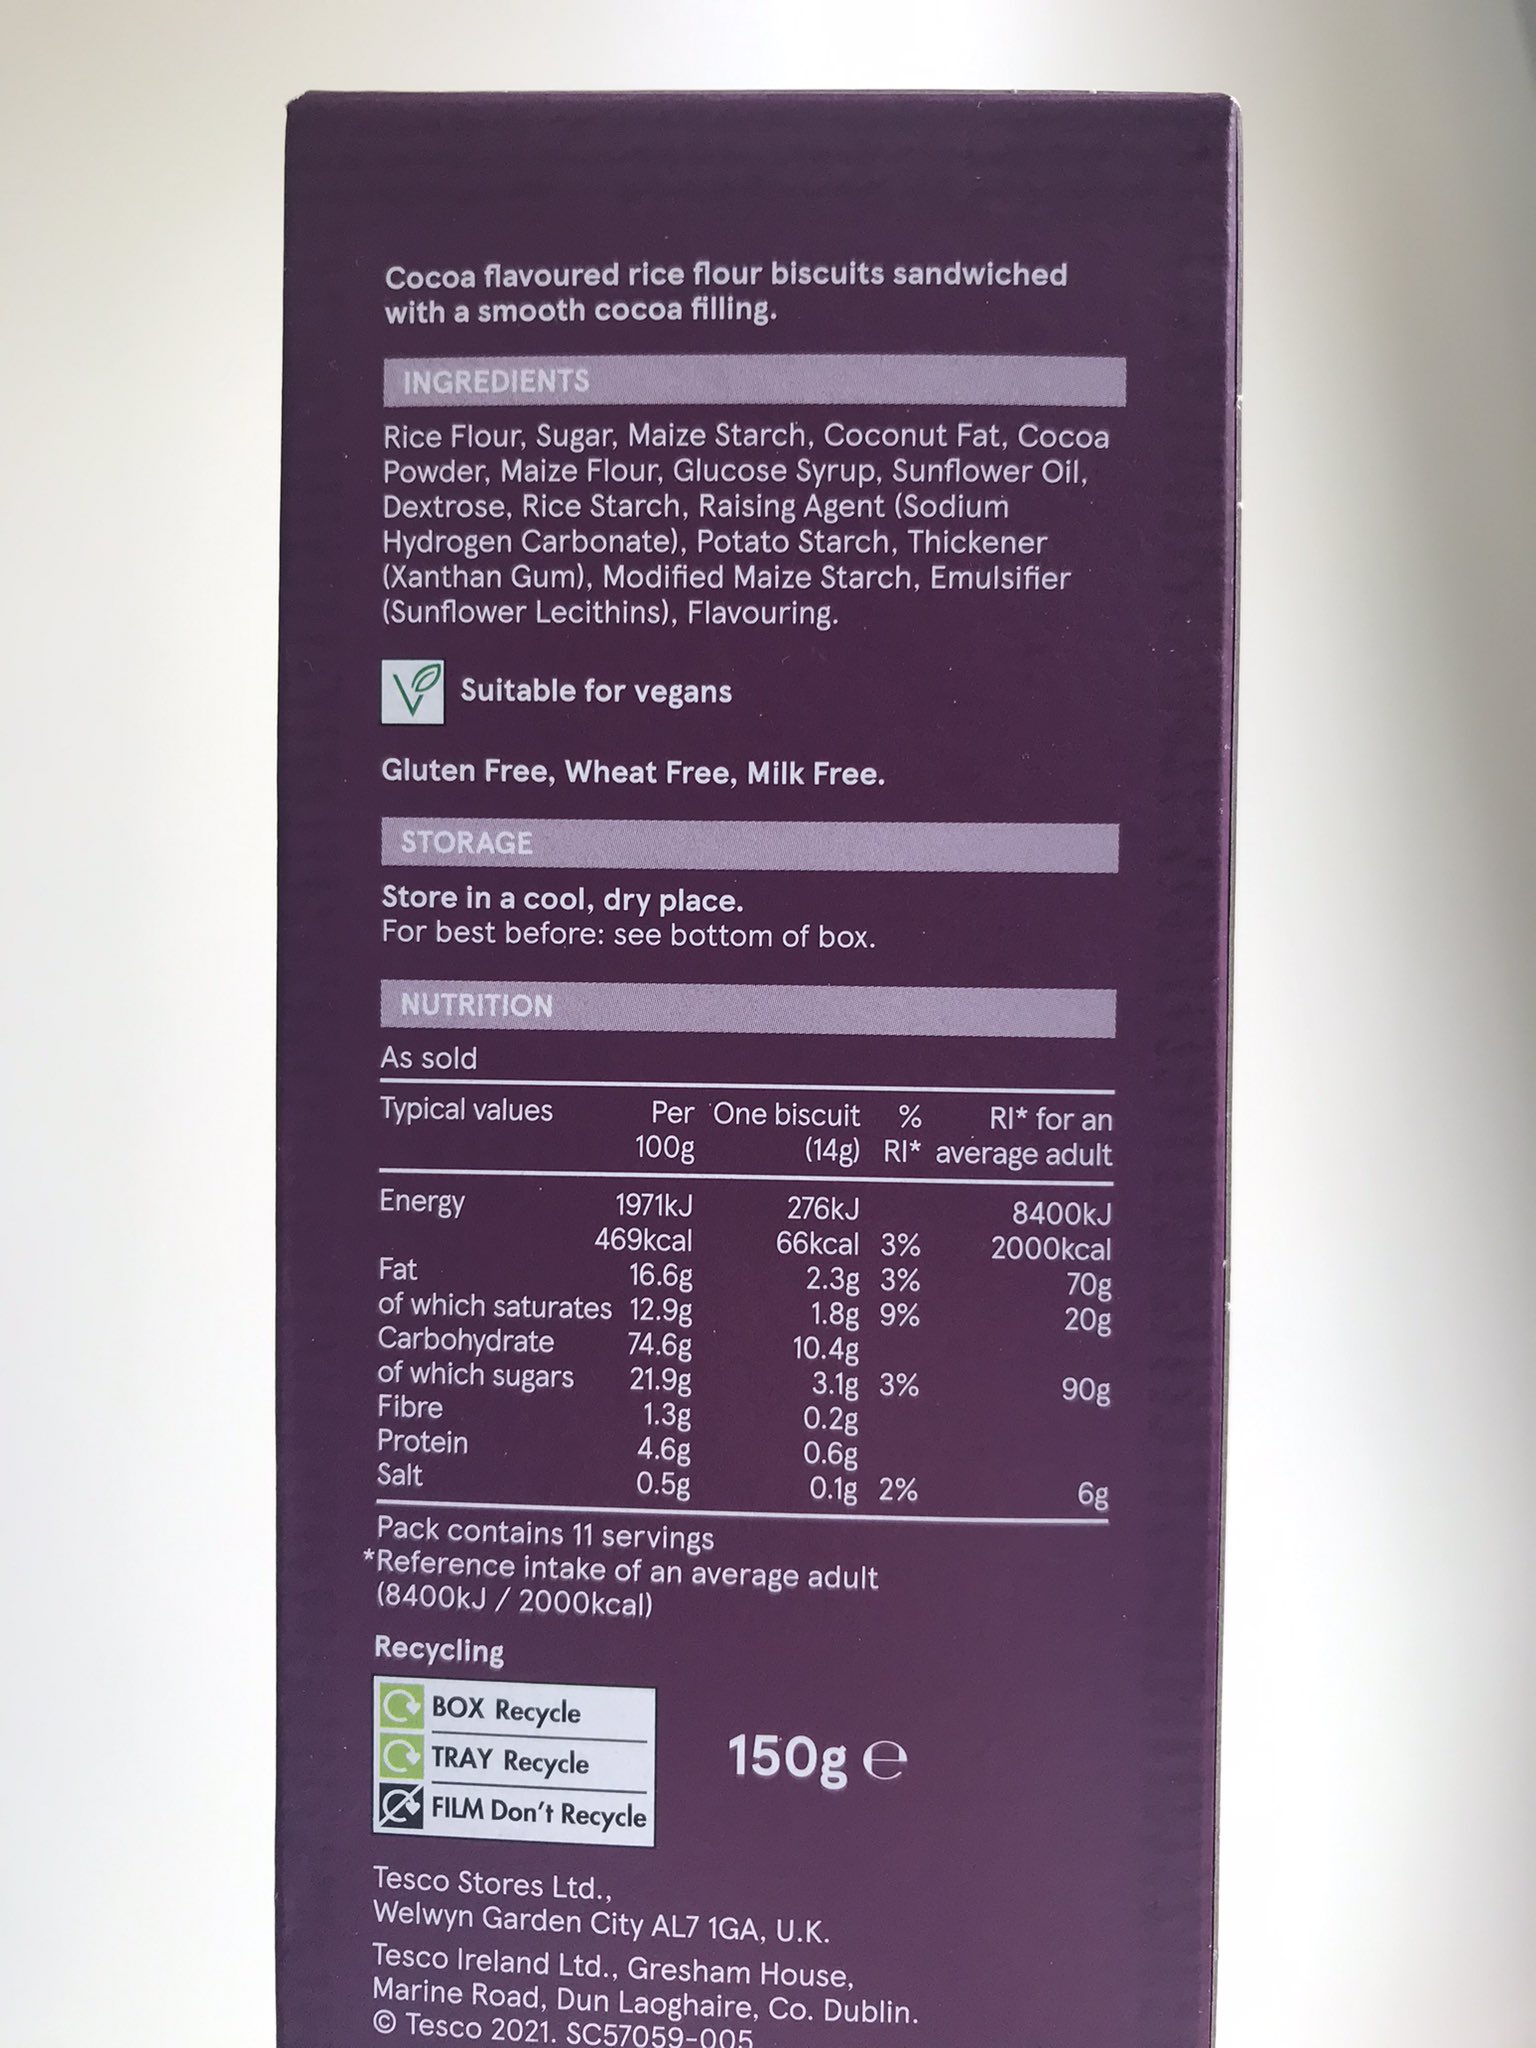 Cocoa flavoured rice flour biscuits sandwiched
with a smooth cocoa filling.
INGREDIENTS
Rice Flour, Sugar, Maize Starch, Coconut Fat, Cocoa
Powder, Maize Flour, Glucose Syrup, Sunflower Oil,
Dextrose, Rice Starch, Raising Agent (Sodium
Hydrogen Carbonate), Potato Starch, Thickener
(Xanthan Gum), Modified Maize Starch, Emulsifier
(Sunflower Lecithins), Flavouring.
Suitable for vegans
Gluten Free, Wheat Free, Milk Free.
STORAGE
Store in a cool, dry place.
For best before: see bottom of box.
NUTRITION
As sold
Typical values Per One biscuit % RI* for an
100g (14g) RI* average adult
Energy 1971kJ 276kJ 8400kJ
469kcal 66kcal 3% 2000kcal
Fat 16.6g 2.3g 3% 70g
of which saturates 12.9g 1.8g 9% 20g
Carbohydrate 74.6g 10.4g
of which sugars 21.9g 3.1g 3% 90g
Fibre 1.3g 0.2g
Protein 4.6g 0.6g
Salt 0.5g 0.1g 2% 6g
Pack contains 11 servings
*Reference intake of an average adult
(8400kJ / 2000kcal)
Recycling
BOX Recycle
TRAY Recycle
FILM Don't Recycle
150g ℮
Tesco Stores Ltd.,
Welwyn Garden City AL7 1GA, U.K.
Tesco Ireland Ltd., Gresham House,
Marine Road, Dun Laoghaire, Co. Dublin.
© Tesco 2021. SC57059-005